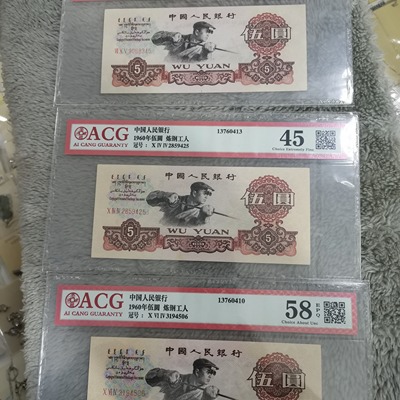 中国人民银行
伍圆
5
WU YUAN
ACG
AI CANG GUARANTY
中国人民银行
1960年伍圆 炼钢工人
冠号: X IV IV 2859425
13760413
45
Choice Extremely Fine
中国人民银行
伍圆
5
WU YUAN
ACG
AI CANG GUARANTY
中国人民银行
1960年伍圆 炼钢工人
冠号: X VI IV 3194506
13760410
58 EPQ
Choice About Unc
中国人民银行
伍圆